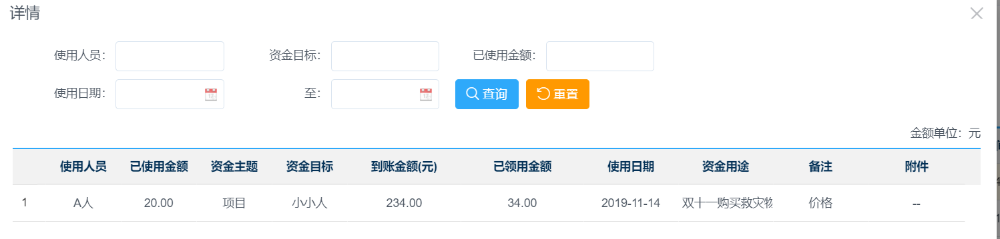 详情
使用人员： 资金目标： 已使用金额：
使用日期： 至： 查询 重置
金额单位：元
使用人员 已使用金额 资金主题 资金目标 到账金额(元) 已领用金额 使用日期 资金用途 备注 附件
1 A人 20.00 项目 小小人 234.00 34.00 2019-11-14 双十一购买救灾物 价格 --